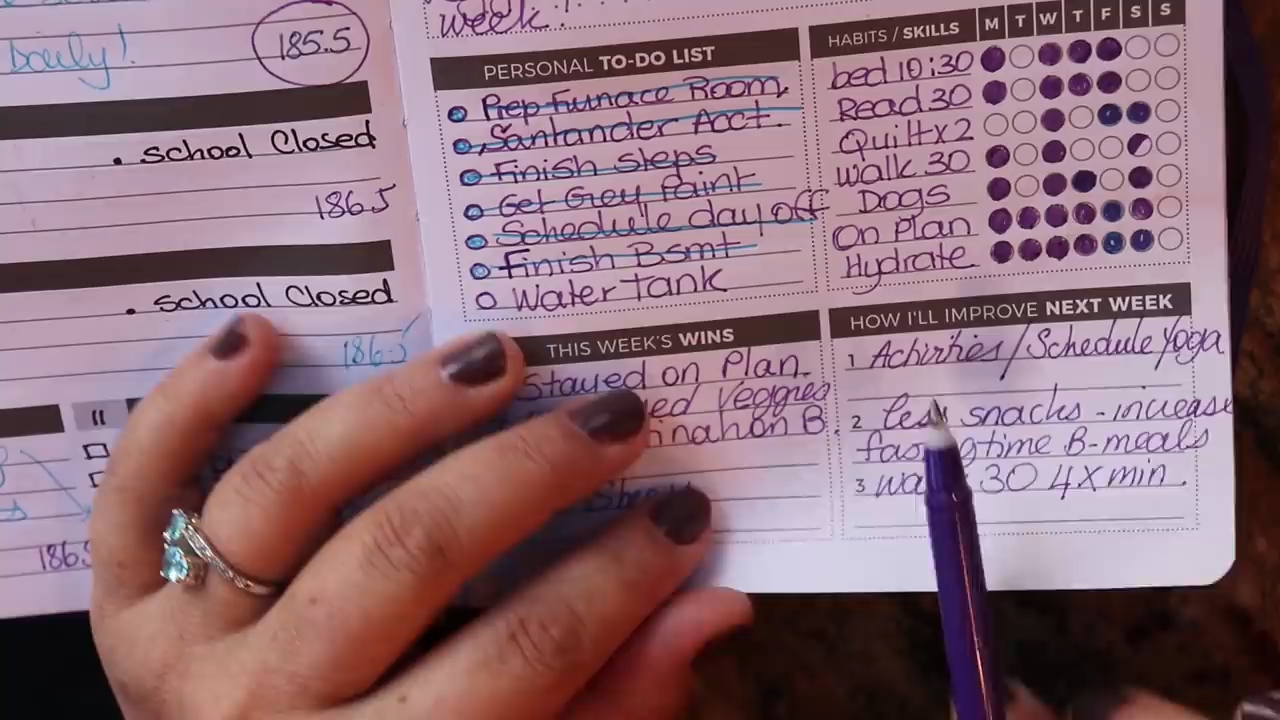 Daily!
185.5
. school Closed
186.5
. school Closed
186.5
186.5
week!
PERSONAL TO-DO LIST
Prep Furnace Room
Santander Acct.
Finish steps
Get Grey Paint
Schedule day off
Finish Bsmt
Water tank
HABITS / SKILLS M T W T F S S
bed 10:30
Read 30
Quilt x2
Walk 30
Dogs
On Plan
Hydrate
THIS WEEK'S WINS
Stayed on Plan.
Veggies
B.
HOW I'LL IMPROVE NEXT WEEK
1 Activities/Schedule Yoga
2 less snacks - increase
time B-meals
3 30 4x min.